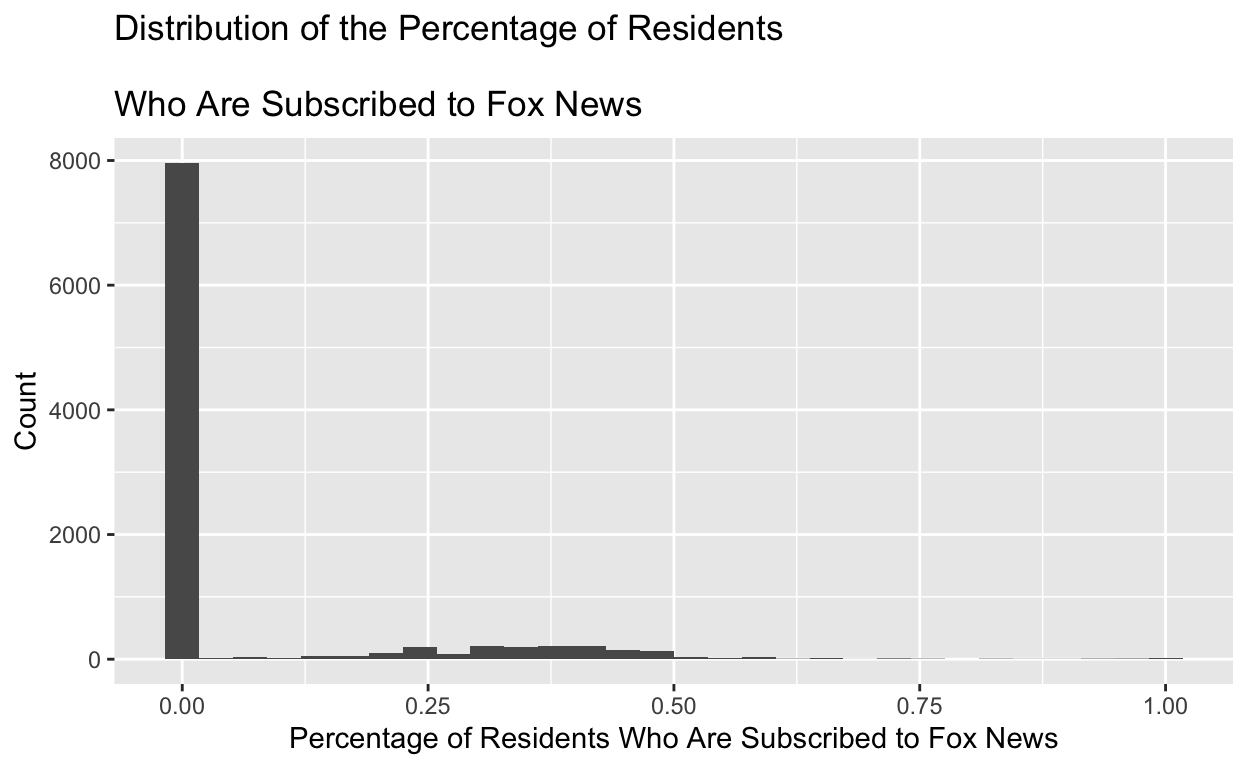 Distribution of the Percentage of Residents
Who Are Subscribed to Fox News
8000
6000
4000
2000
0
Count
0.00 0.25 0.50 0.75 1.00
Percentage of Residents Who Are Subscribed to Fox News